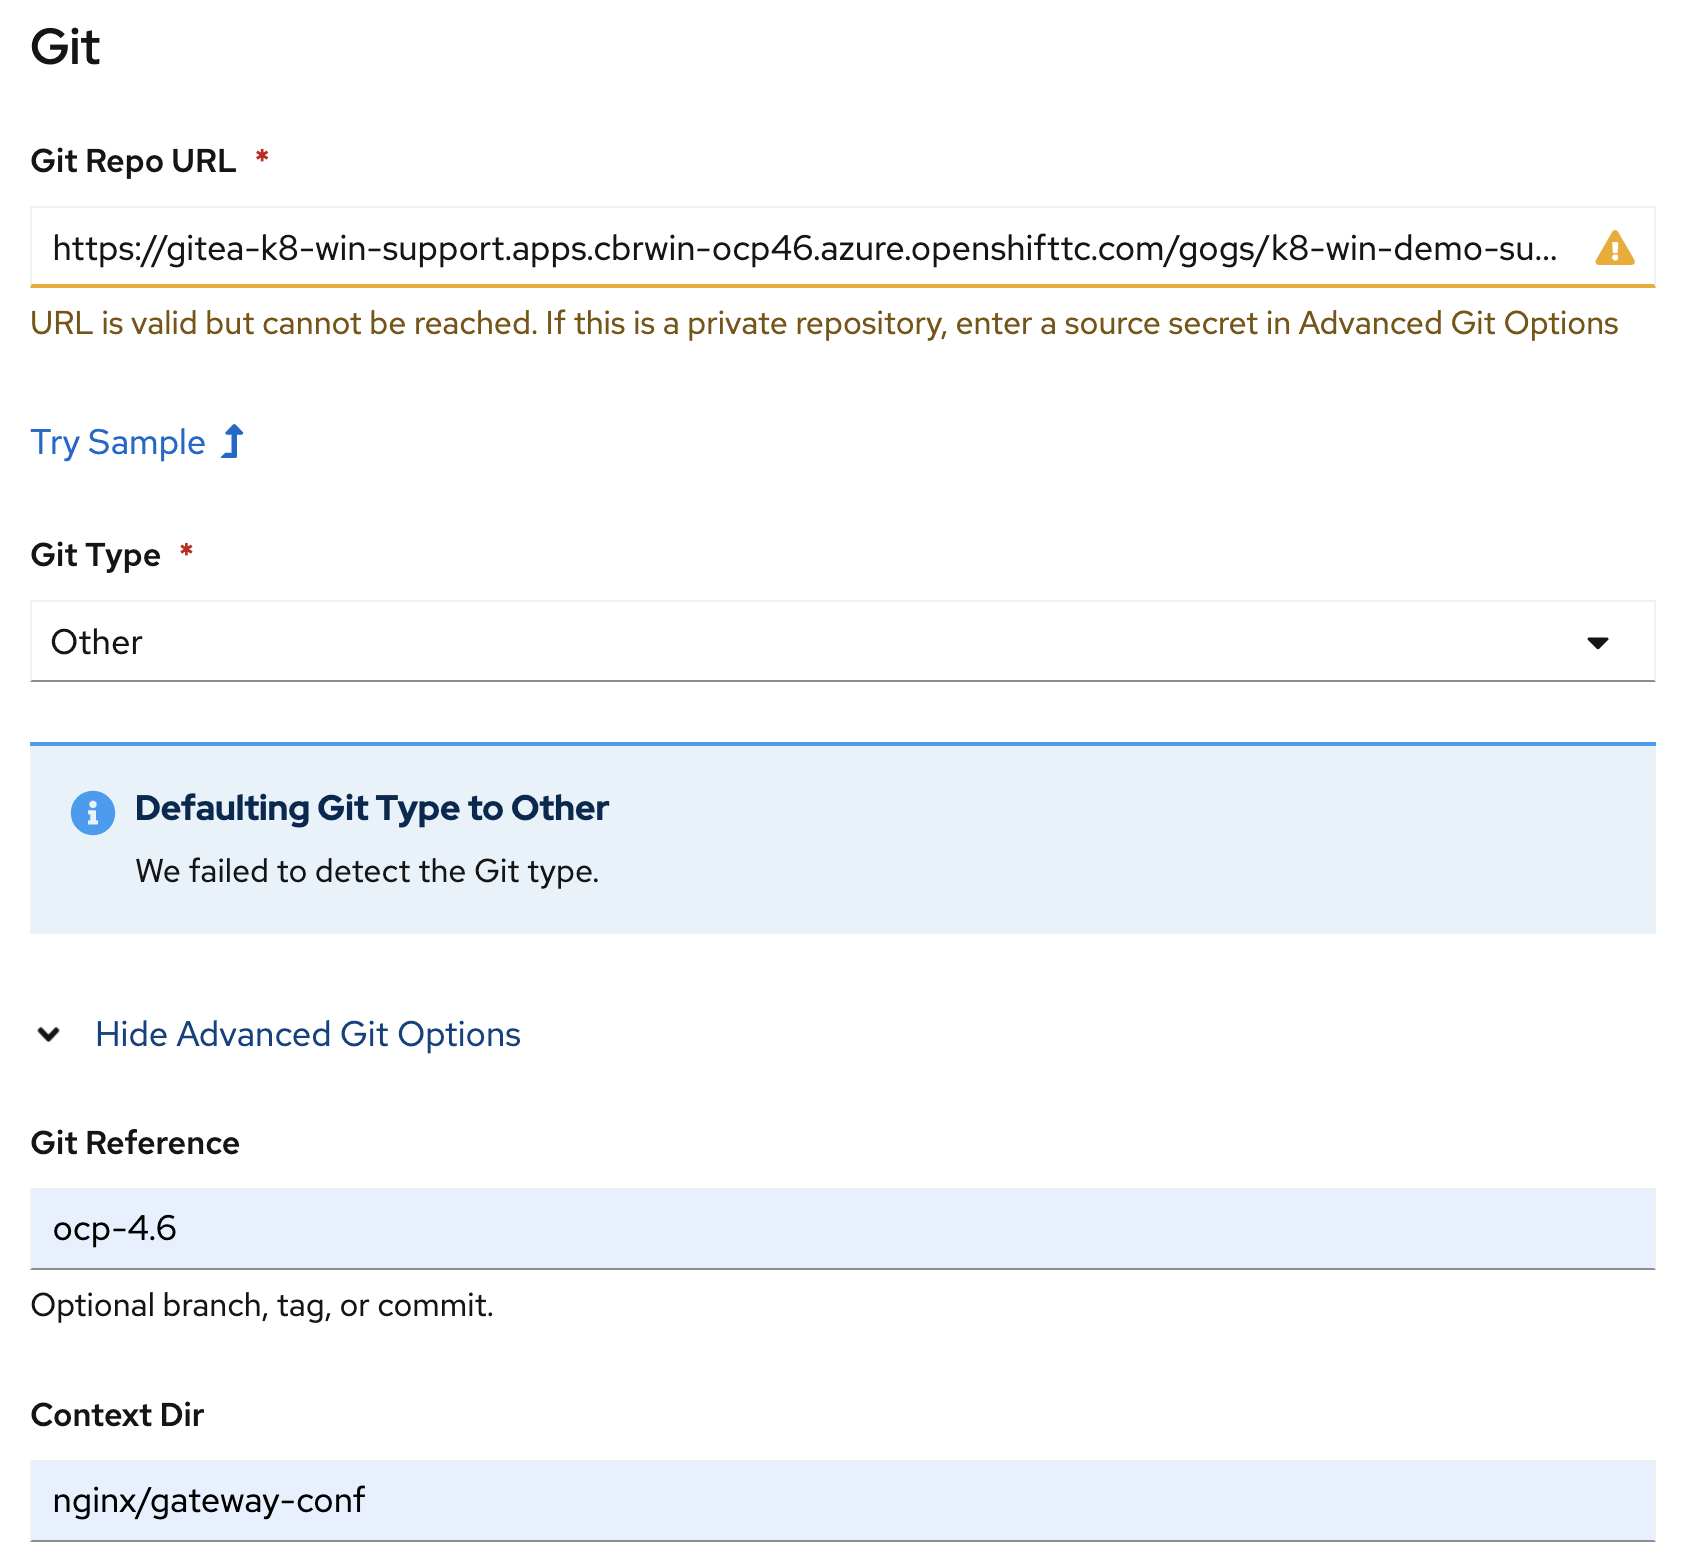 Git
Git Repo URL *
https://gitea-k8-win-support.apps.cbrwin-ocp46.azure.openshifttc.com/gogs/k8-win-demo-su...
URL is valid but cannot be reached. If this is a private repository, enter a source secret in Advanced Git Options
Try Sample
Git Type *
Other
Defaulting Git Type to Other
We failed to detect the Git type.
Hide Advanced Git Options
Git Reference
ocp-4.6
Optional branch, tag, or commit.
Context Dir
nginx/gateway-conf